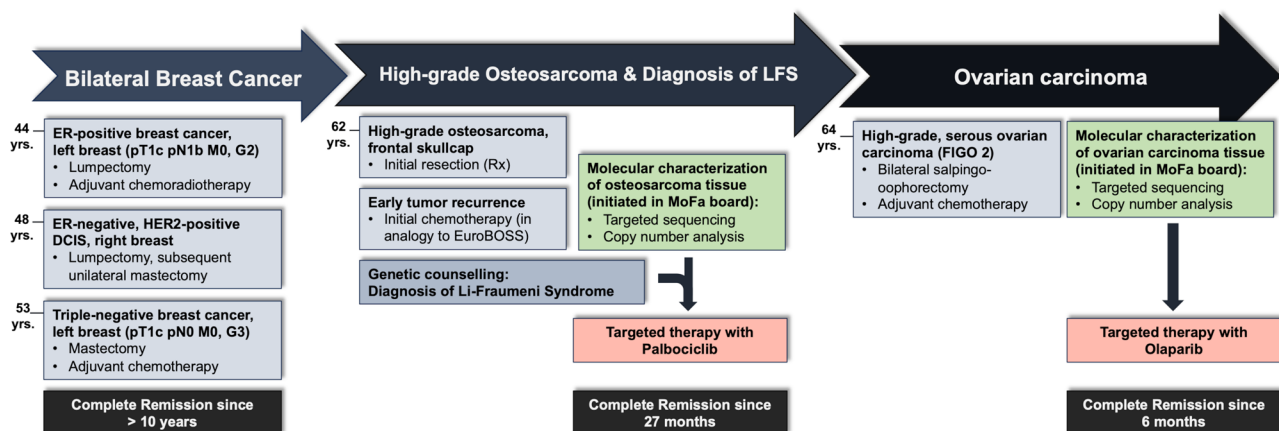 Bilateral Breast Cancer
44
yrs.
ER-positive breast cancer,
left breast (pT1c pN1b M0, G2)
• Lumpectomy
• Adjuvant chemoradiotherapy
48
yrs.
ER-negative, HER2-positive
DCIS, right breast
• Lumpectomy, subsequent
unilateral mastectomy
53
yrs.
Triple-negative breast cancer,
left breast (pT1c pN0 M0, G3)
• Mastectomy
• Adjuvant chemotherapy
Complete Remission since
> 10 years
High-grade Osteosarcoma & Diagnosis of LFS
62
yrs.
High-grade osteosarcoma,
frontal skullcap
• Initial resection (Rx)
Early tumor recurrence
• Initial chemotherapy (in
analogy to EuroBOSS)
Genetic counselling:
Diagnosis of Li-Fraumeni Syndrome
Molecular characterization
of osteosarcoma tissue
(initiated in MoFa board):
• Targeted sequencing
• Copy number analysis
Targeted therapy with
Palbociclib
Complete Remission since
27 months
Ovarian carcinoma
64
yrs.
High-grade, serous ovarian
carcinoma (FIGO 2)
• Bilateral salpingo-
oophorectomy
• Adjuvant chemotherapy
Molecular characterization
of ovarian carcinoma tissue
(initiated in MoFa board):
• Targeted sequencing
• Copy number analysis
Targeted therapy with
Olaparib
Complete Remission since
6 months